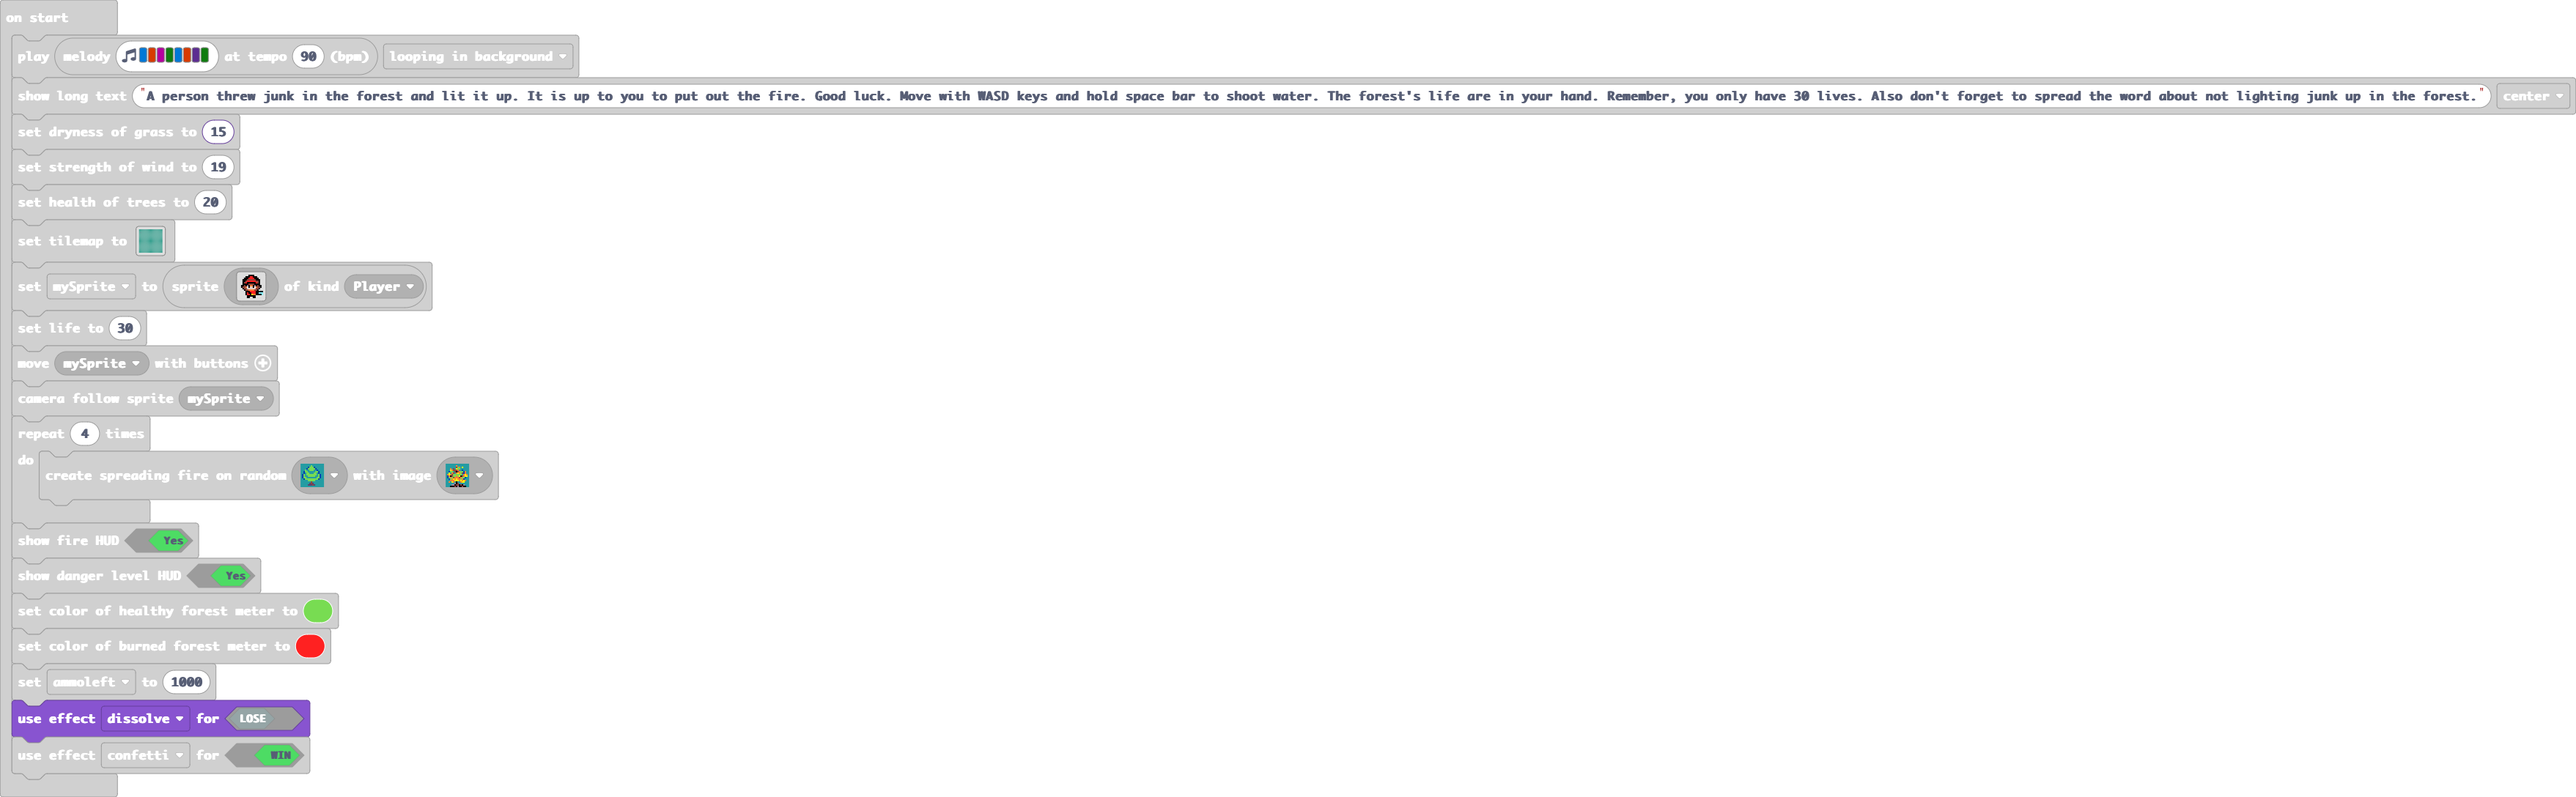 on start
play melody at tempo 90 (bpm) looping in background
show long text "A person threw junk in the forest and lit it up. It is up to you to put out the fire. Good luck. Move with WASD keys and hold space bar to shoot water. The forest's life are in your hand. Remember, you only have 30 lives. Also don't forget to spread the word about not lighting junk up in the forest." center
set dryness of grass to 15
set strength of wind to 19
set health of trees to 20
set tilemap to
set mySprite to sprite of kind Player
set life to 30
move mySprite with buttons
camera follow sprite mySprite
repeat 4 times
do
create spreading fire on random with image
show fire HUD Yes
show danger level HUD Yes
set color of healthy forest meter to
set color of burned forest meter to
set ammoleft to 1000
use effect dissolve for LOSE
use effect confetti for WIN